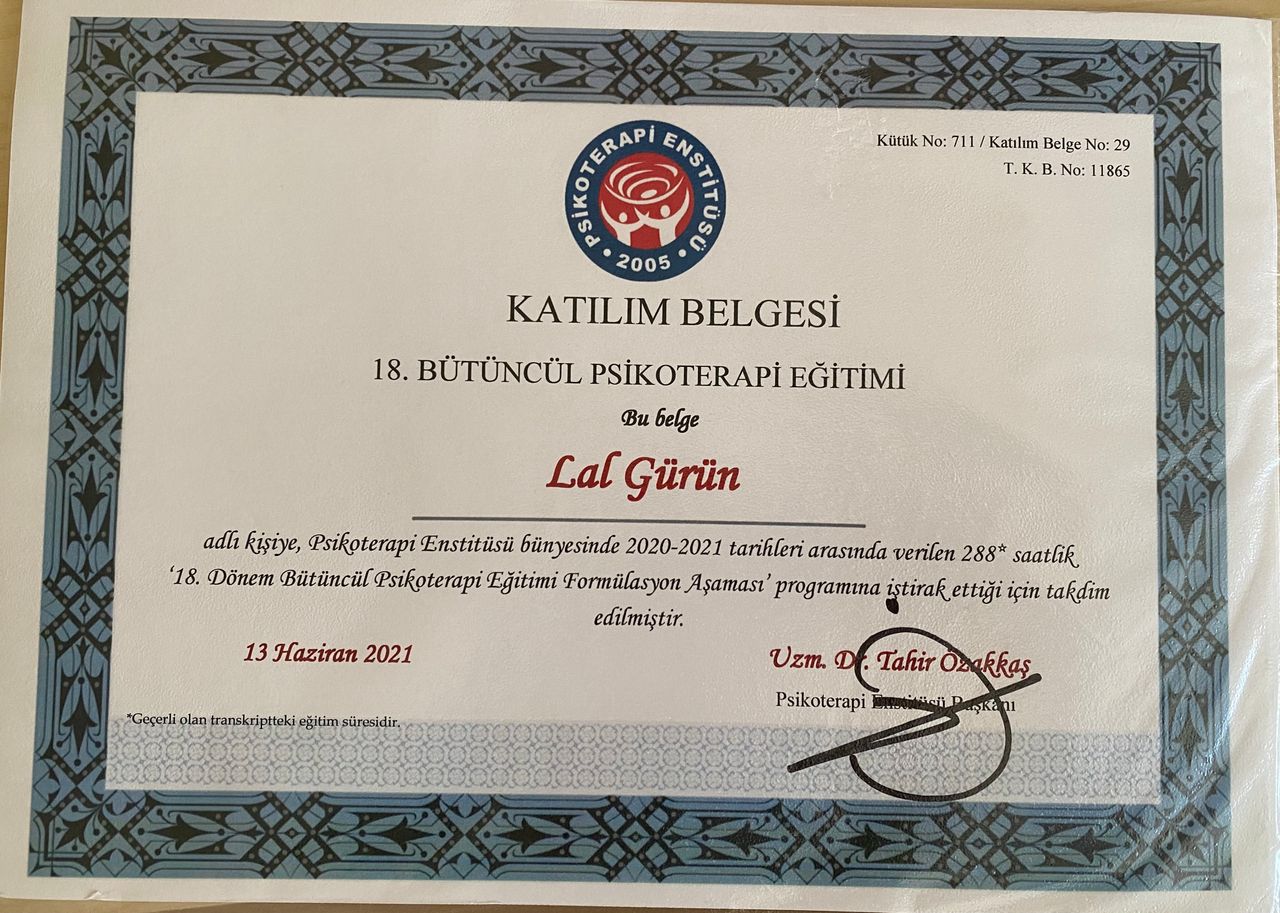 Kütük No: 711 / Katılım Belge No: 29
T. K. B. No: 11865
PSİKOTERAPİ ENSTİTÜSÜ
• 2005 •
KATILIM BELGESİ
18. BÜTÜNCÜL PSİKOTERAPİ EĞİTİMİ
Bu belge
Lal Gürün
adlı kişiye, Psikoterapi Enstitüsü bünyesinde 2020-2021 tarihleri arasında verilen 288* saatlik
‘18. Dönem Bütüncül Psikoterapi Eğitimi Formülasyon Aşaması’ programına iştirak ettiği için takdim
edilmiştir.
13 Haziran 2021
Uzm. Dr. Tahir Özakkaş
Psikoterapi Enstitüsü Başkanı
*Geçerli olan transkriptteki eğitim süresidir.